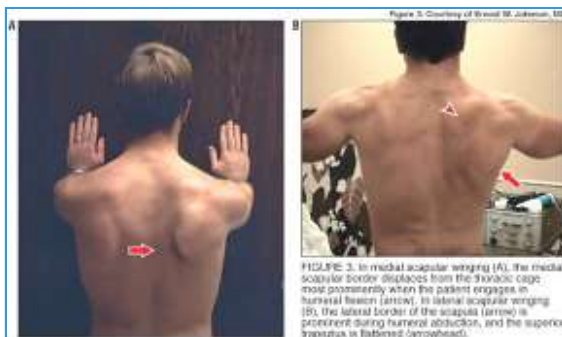 Figure 3: Courtesy of W. Johnson,
A
B
FIGURE 3. In medial scapular winging (A), the medial
scapular border displaces from the thoracic cage
most prominently when the patient engages in
humeral flexion (arrow). In lateral scapular winging
(B), the lateral border of the scapula (arrow) is
prominent during humeral abduction, and the superior
trapezius is flattened (arrowhead).